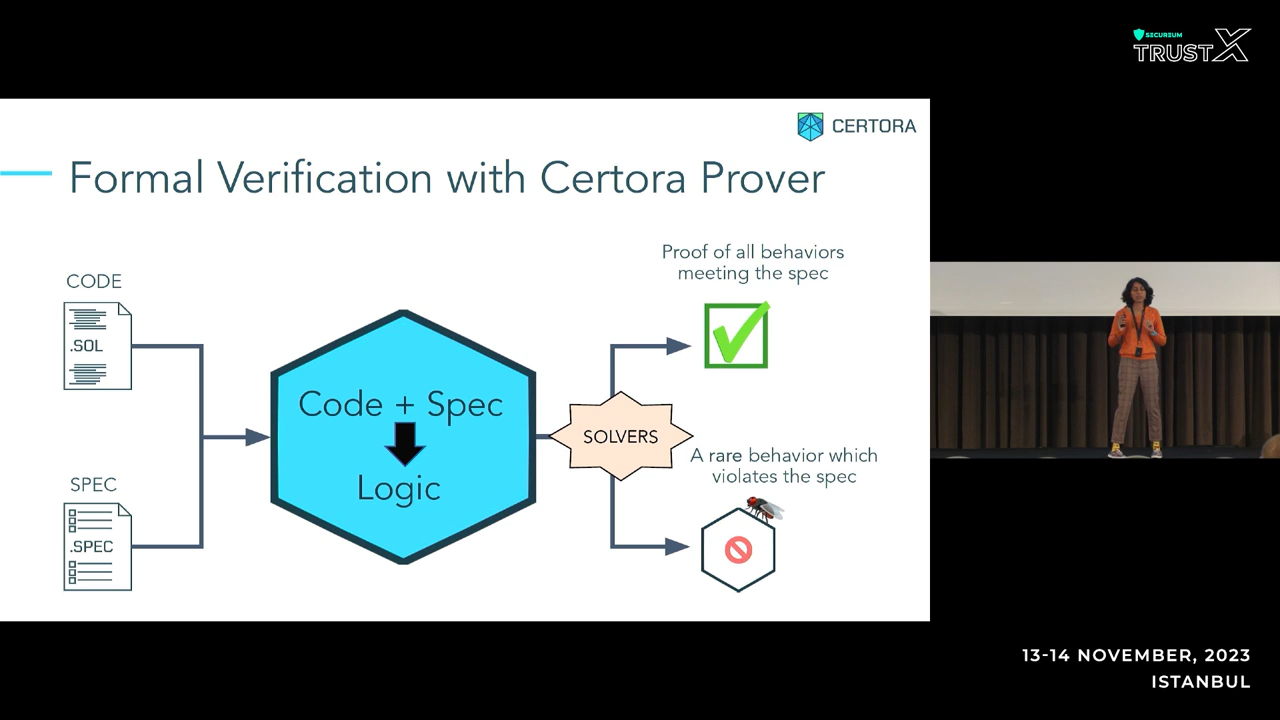 SECUREUM
TRUSTX
CERTORA
Formal Verification with Certora Prover
CODE
.SOL
SPEC
.SPEC
Code + Spec
Logic
SOLVERS
Proof of all behaviors
meeting the spec
A rare behavior which
violates the spec
13-14 NOVEMBER, 2023
ISTANBUL